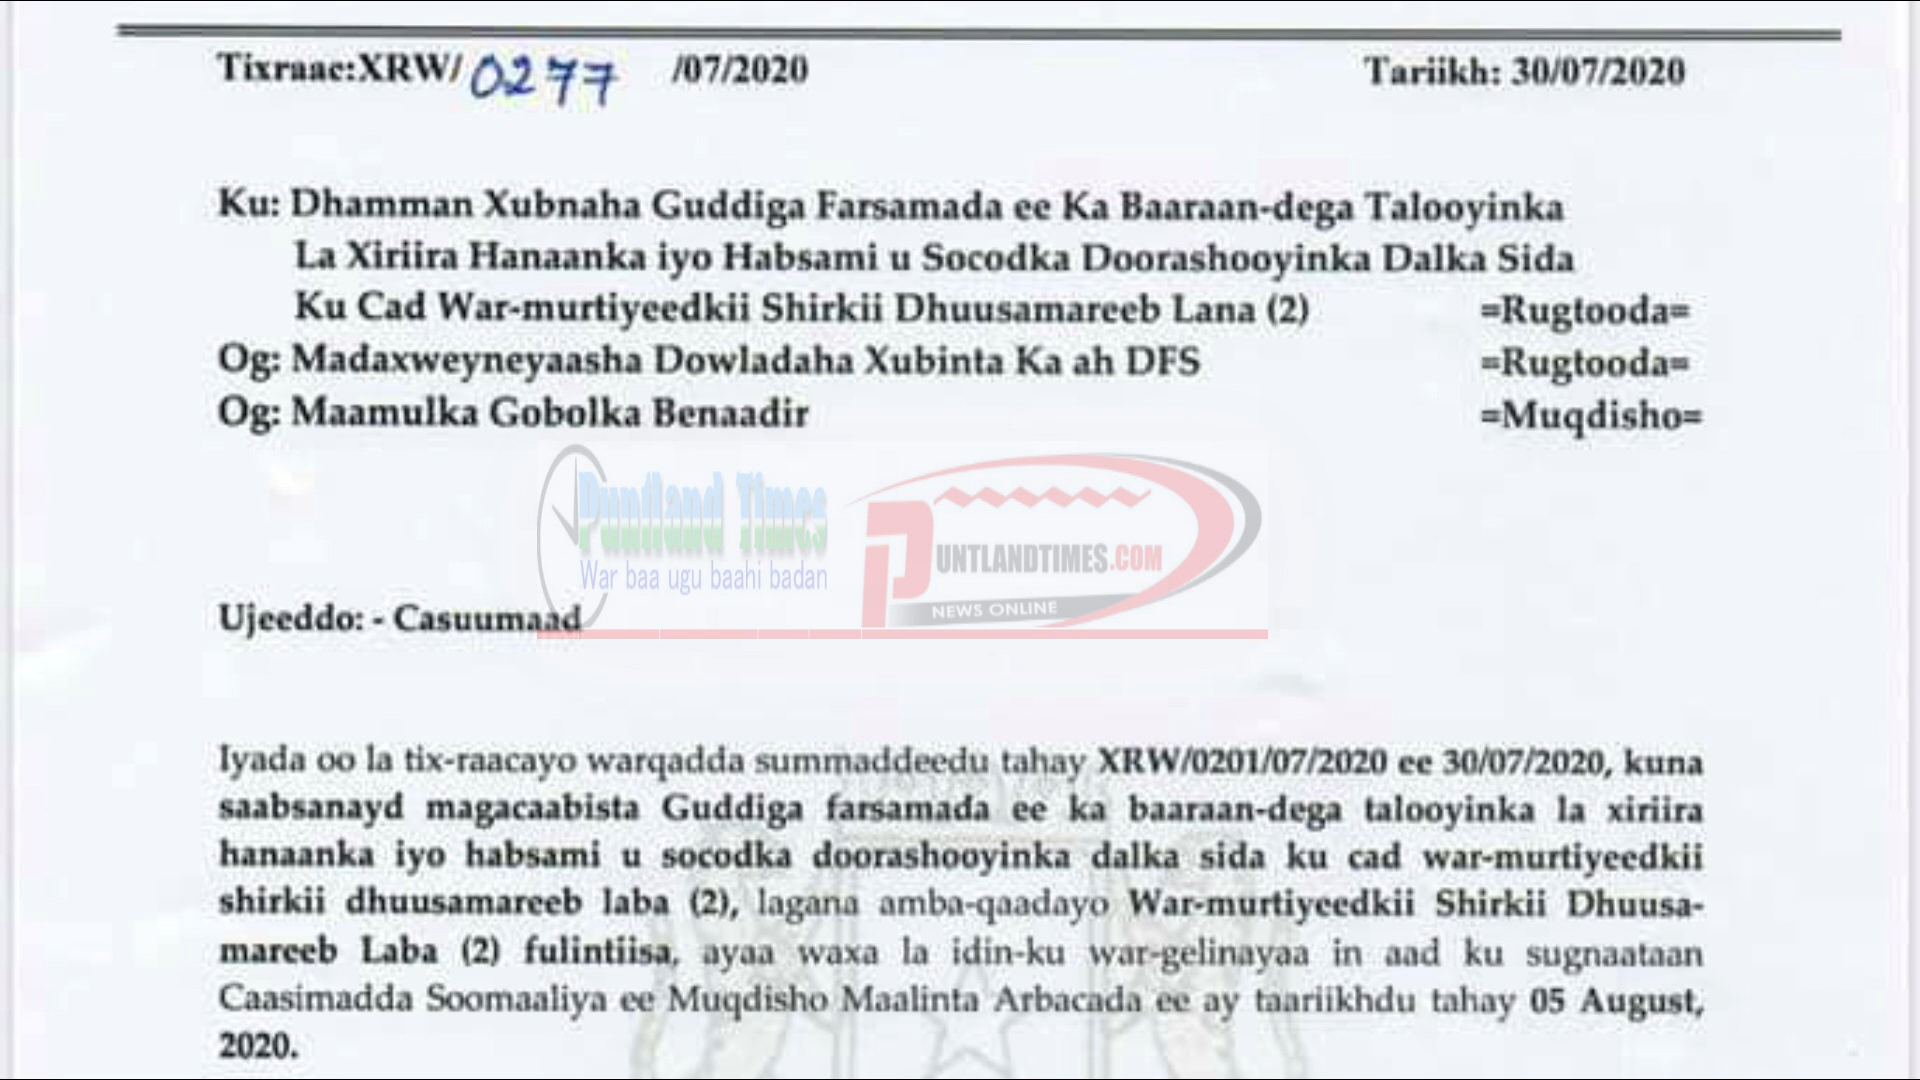 Tixraac:XRW/ 0277 /07/2020 Tariikh: 30/07/2020
Ku: Dhamman Xubnaha Guddiga Farsamada ee Ka Baaraan-dega Talooyinka
La Xiriira Hanaanka iyo Habsami u Socodka Doorashooyinka Dalka Sida
Ku Cad War-murtiyeedkii Shirkii Dhuusamareeb Lana (2) =Rugtooda=
Og: Madaxweyneyaasha Dowladaha Xubinta Ka ah DFS =Rugtooda=
Og: Maamulka Gobolka Benaadir =Muqdisho=
Puntland Times
War baa ugu baahi badan
PUNTLANDTIMES.COM
NEWS ONLINE
Ujeeddo: - Casuumaad
Iyada oo la tix-raacayo warqadda summaddeedu tahay XRW/0201/07/2020 ee 30/07/2020, kuna
saabsanayd magacaabista Guddiga farsamada ee ka baaraan-dega talooyinka la xiriira
hanaanka iyo habsami u socodka doorashooyinka dalka sida ku cad war-murtiyeedkii
shirkii dhuusamareeb laba (2), lagana amba-qaadayo War-murtiyeedkii Shirkii Dhuusa-
mareeb Laba (2) fulintiisa, ayaa waxa la idin-ku war-gelinayaa in aad ku sugnaataan
Caasimadda Soomaaliya ee Muqdisho Maalinta Arbacada ee ay taariikhdu tahay 05 August,
2020.